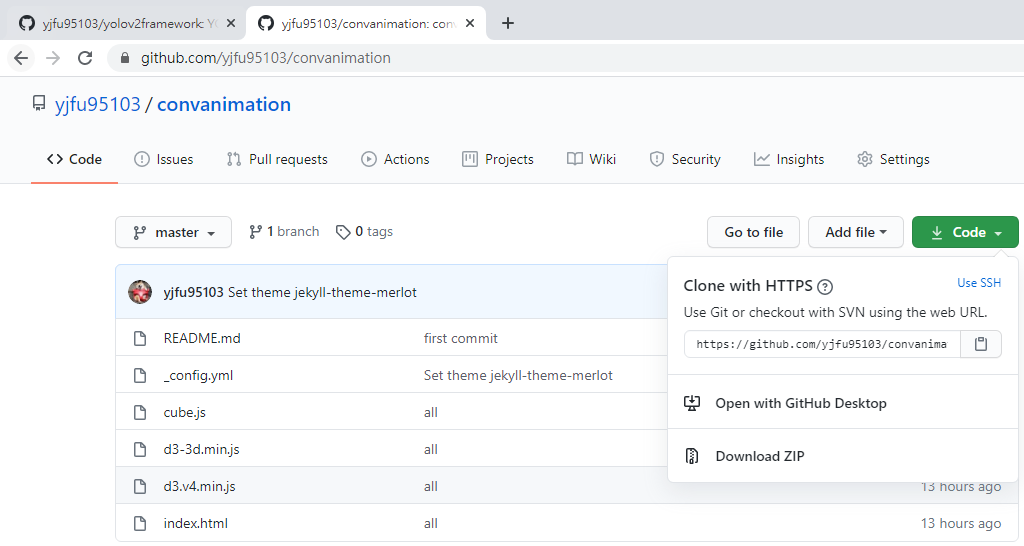 yjfu95103/yolov2framework: YO
yjfu95103/convanimation: con
github.com/yjfu95103/convanimation
yjfu95103 / convanimation
Code Issues Pull requests Actions Projects Wiki Security Insights Settings
master 1 branch 0 tags Go to file Add file Code
yjfu95103 Set theme jekyll-theme-merlot
README.md first commit
_config.yml Set theme jekyll-theme-merlot
cube.js all
d3-3d.min.js all
d3.v4.min.js all 13 hours ago
index.html all 13 hours ago
Clone with HTTPS ? Use SSH
Use Git or checkout with SVN using the web URL.
https://github.com/yjfu95103/convanima
Open with GitHub Desktop
Download ZIP